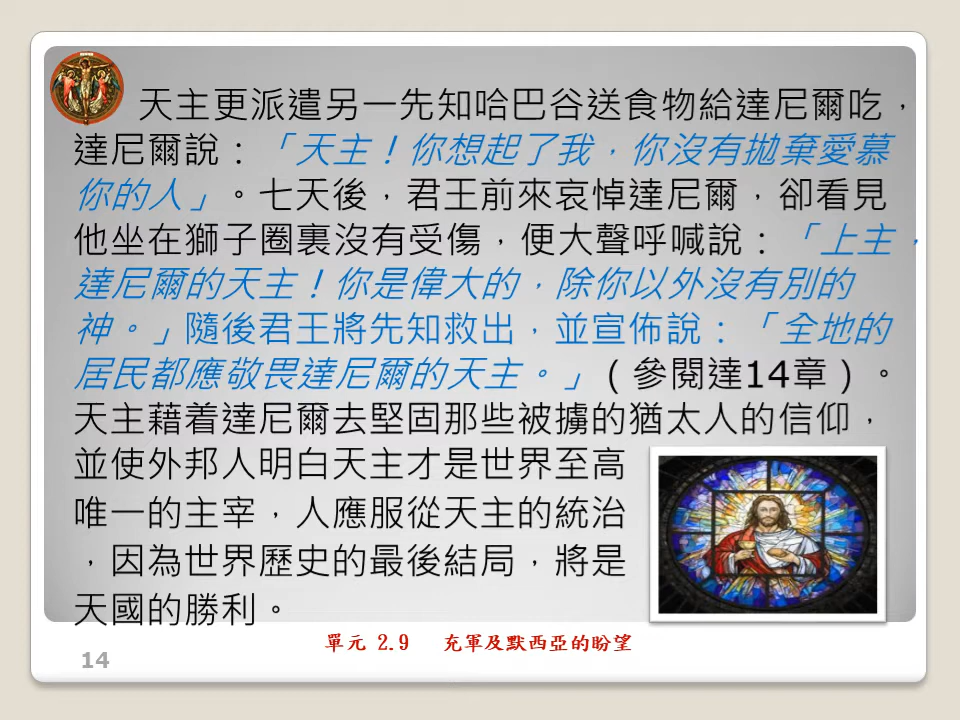 天主更派遣另一先知哈巴谷送食物給達尼爾吃，
達尼爾說：「天主！你想起了我，你沒有拋棄愛慕
你的人」。七天後，君王前來哀悼達尼爾，卻看見
他坐在獅子圈裏沒有受傷，便大聲呼喊說：「上主，
達尼爾的天主！你是偉大的，除你以外沒有別的
神。」隨後君王將先知救出，並宣佈說：「全地的
居民都應敬畏達尼爾的天主。」（參閱達14章）。
天主藉着達尼爾去堅固那些被擄的猶太人的信仰，
並使外邦人明白天主才是世界至高
唯一的主宰，人應服從天主的統治
，因為世界歷史的最後結局，將是
天國的勝利。
單元 2.9 充軍及默西亞的盼望
14